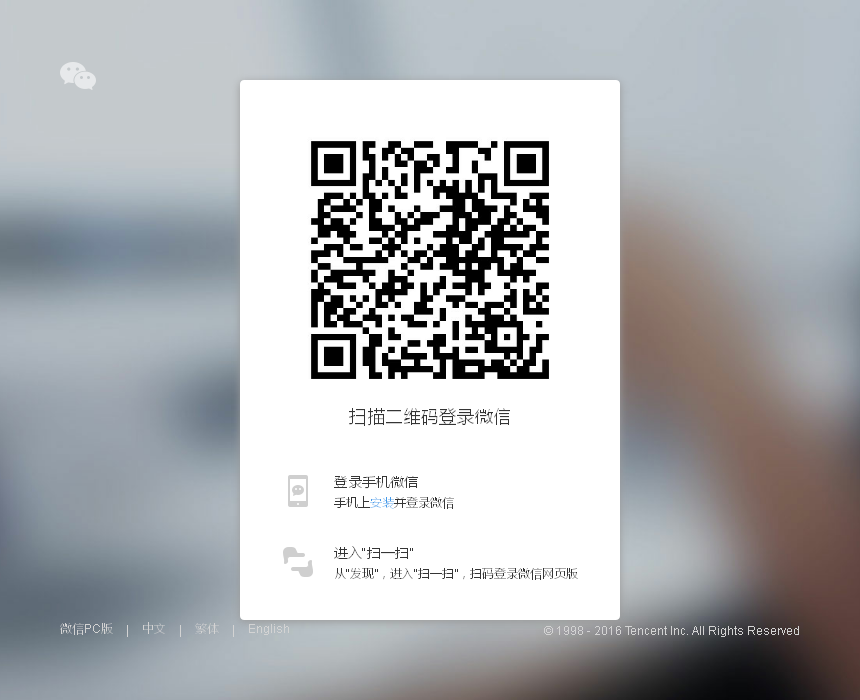 扫描二维码登录微信
登录手机微信
手机上安装并登录微信
进入"扫一扫"
从"发现"，进入"扫一扫"，扫码登录微信网页版
微信PC版 | 中文 | 繁体 | English
© 1998 - 2016 Tencent Inc. All Rights Reserved